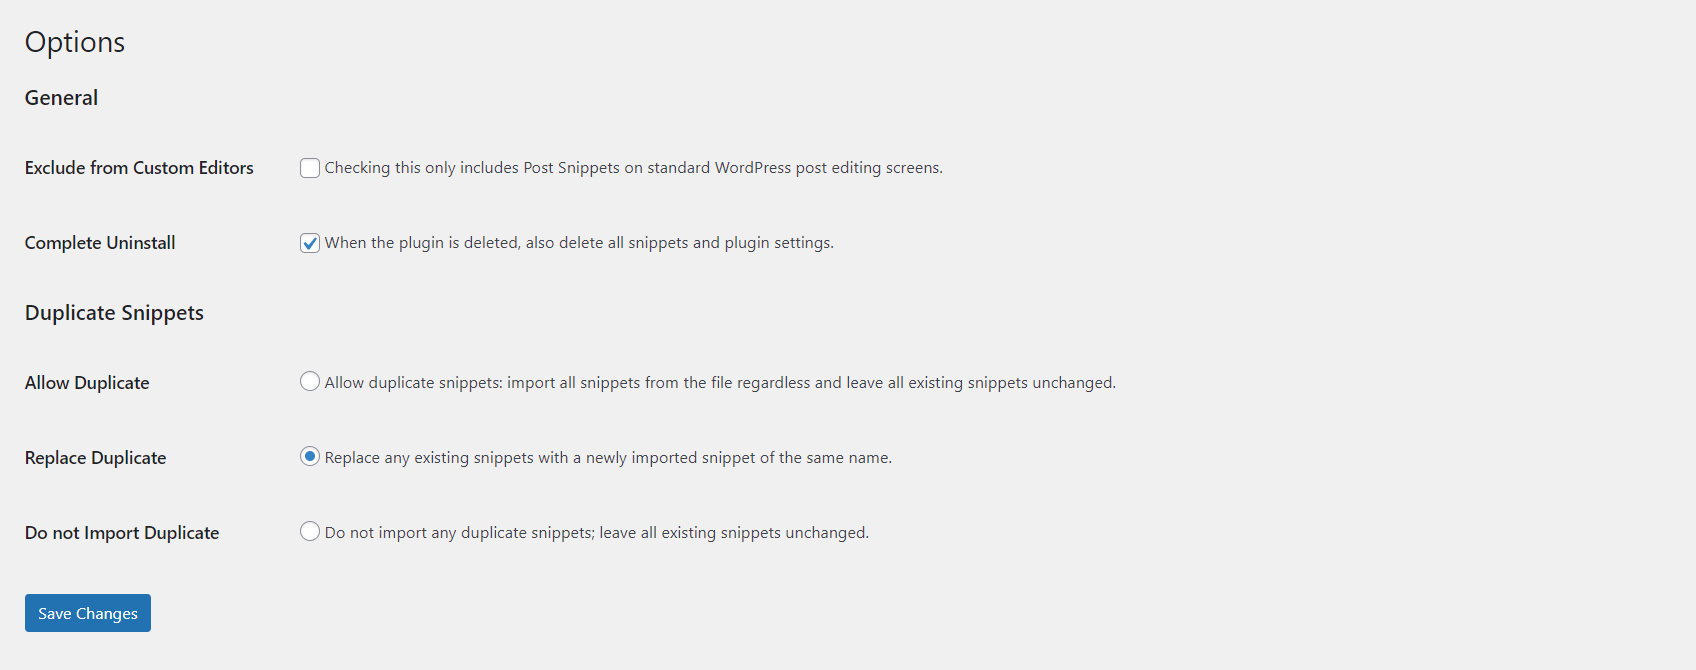 Options
General
Exclude from Custom Editors
Checking this only includes Post Snippets on standard WordPress post editing screens.
Complete Uninstall
When the plugin is deleted, also delete all snippets and plugin settings.
Duplicate Snippets
Allow Duplicate
Allow duplicate snippets: import all snippets from the file regardless and leave all existing snippets unchanged.
Replace Duplicate
Replace any existing snippets with a newly imported snippet of the same name.
Do not Import Duplicate
Do not import any duplicate snippets; leave all existing snippets unchanged.
Save Changes